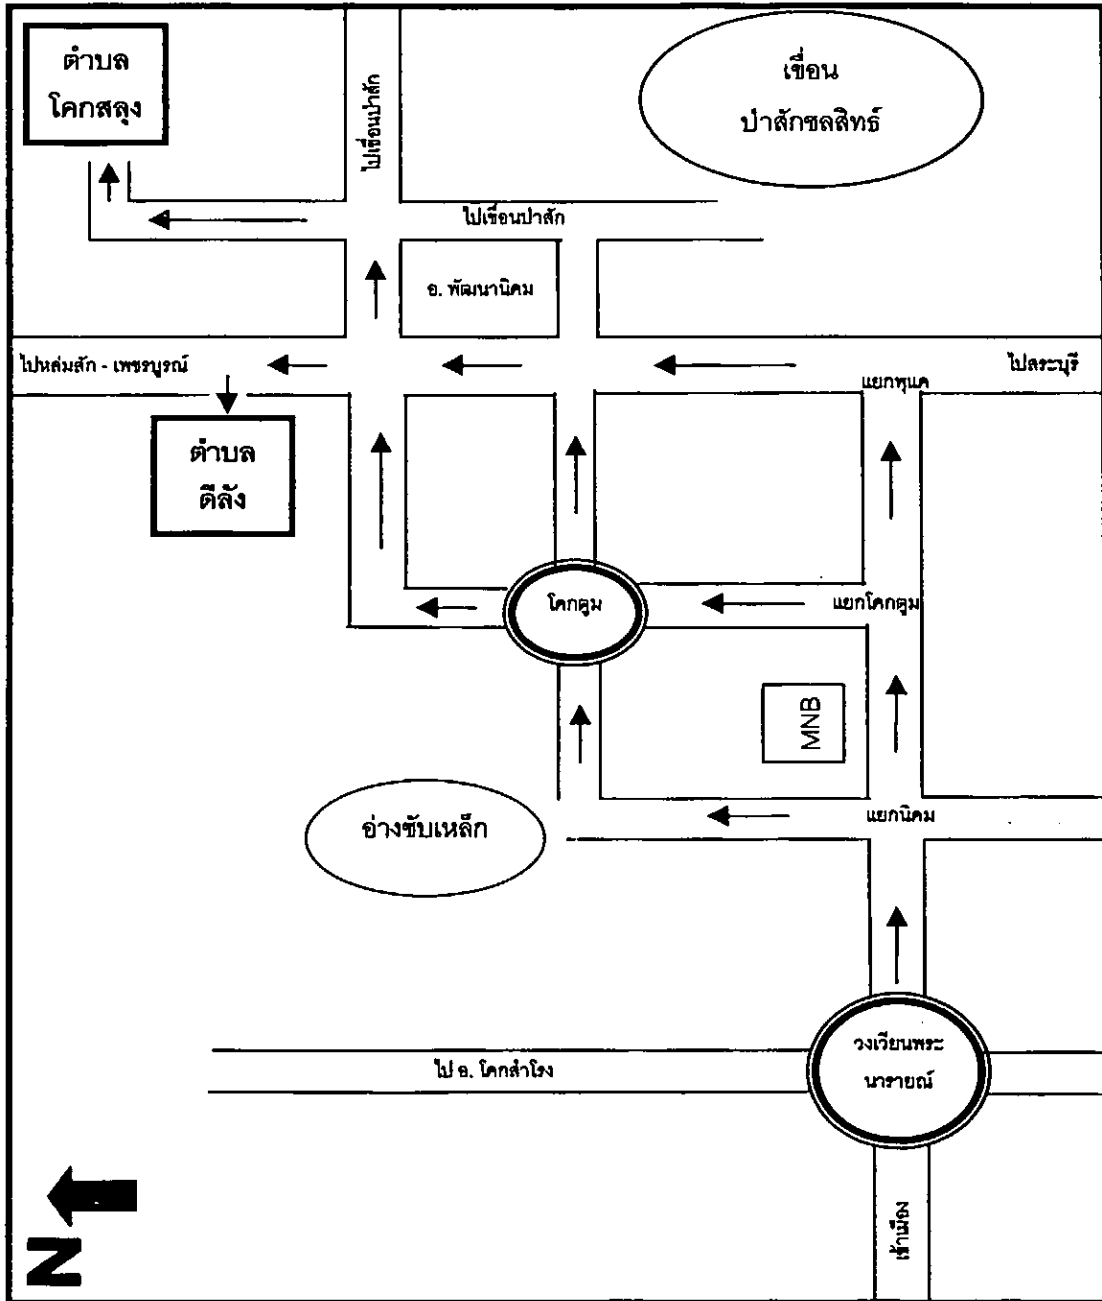 ตำบล
โคกสลุง
ไปเขื่อนป่าสัก
เขื่อน
ป่าสักชลสิทธ์
ไปเขื่อนป่าสัก
อ. พัฒนานิคม
ไปหล่มสัก - เพชรบูรณ์
ไปสระบุรี
แยกพุแค
ตำบล
ดีลัง
โคกตูม
แยกโคกตูม
MNB
แยกนิคม
อ่างซับเหล็ก
วงเวียนพระ
นารายณ์
ไป อ. โคกสำโรง
เข้าเมือง
N